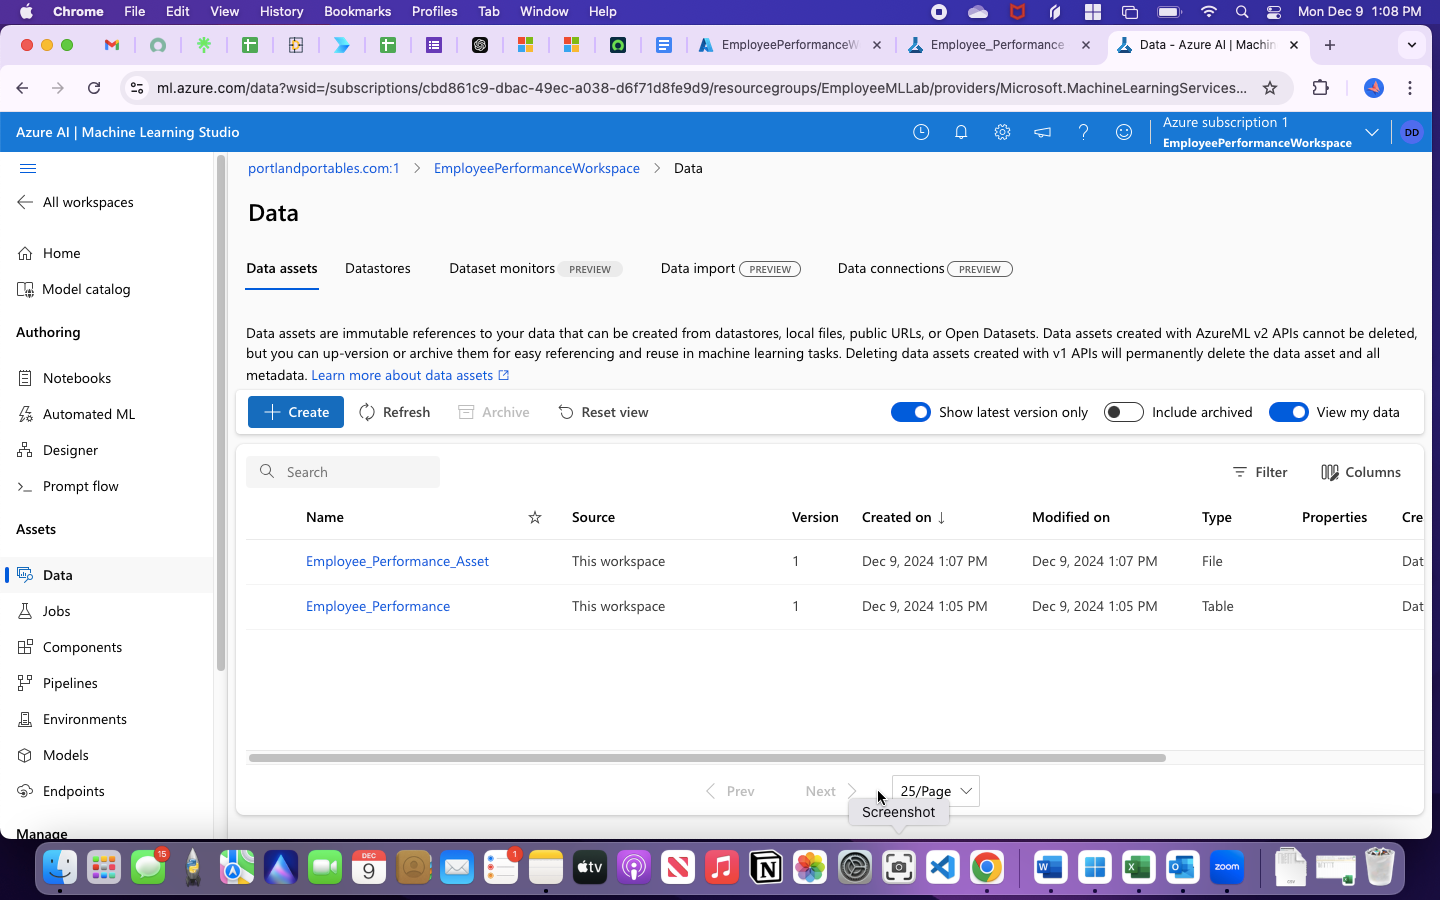 Chrome File Edit View History Bookmarks Profiles Tab Window Help Mon Dec 9 1:08 PM
EmployeePerformanceW Employee_Performance Data - Azure AI | Machin
ml.azure.com/data?wsid=/subscriptions/cbd861c9-dbac-49ec-a038-d6f71d8fe9d9/resourcegroups/EmployeeMLLab/providers/Microsoft.MachineLearningServices...
Azure AI | Machine Learning Studio
Azure subscription 1
EmployeePerformanceWorkspace
DD
All workspaces
Home
Model catalog
Authoring
Notebooks
Automated ML
Designer
Prompt flow
Assets
Data
Jobs
Components
Pipelines
Environments
Models
Endpoints
Manage
portlandportables.com:1 > EmployeePerformanceWorkspace > Data
Data
Data assets Datastores Dataset monitors PREVIEW Data import PREVIEW Data connections PREVIEW
Data assets are immutable references to your data that can be created from datastores, local files, public URLs, or Open Datasets. Data assets created with AzureML v2 APIs cannot be deleted,
but you can up-version or archive them for easy referencing and reuse in machine learning tasks. Deleting data assets created with v1 APIs will permanently delete the data asset and all
metadata. Learn more about data assets
Create Refresh Archive Reset view Show latest version only Include archived View my data
Search Filter Columns
Name Source Version Created on ↓ Modified on Type Properties Cre
Employee_Performance_Asset This workspace 1 Dec 9, 2024 1:07 PM Dec 9, 2024 1:07 PM File Dat
Employee_Performance This workspace 1 Dec 9, 2024 1:05 PM Dec 9, 2024 1:05 PM Table Dat
Prev Next 25/Page
Screenshot
15
DEC
9
1
tv
zoom